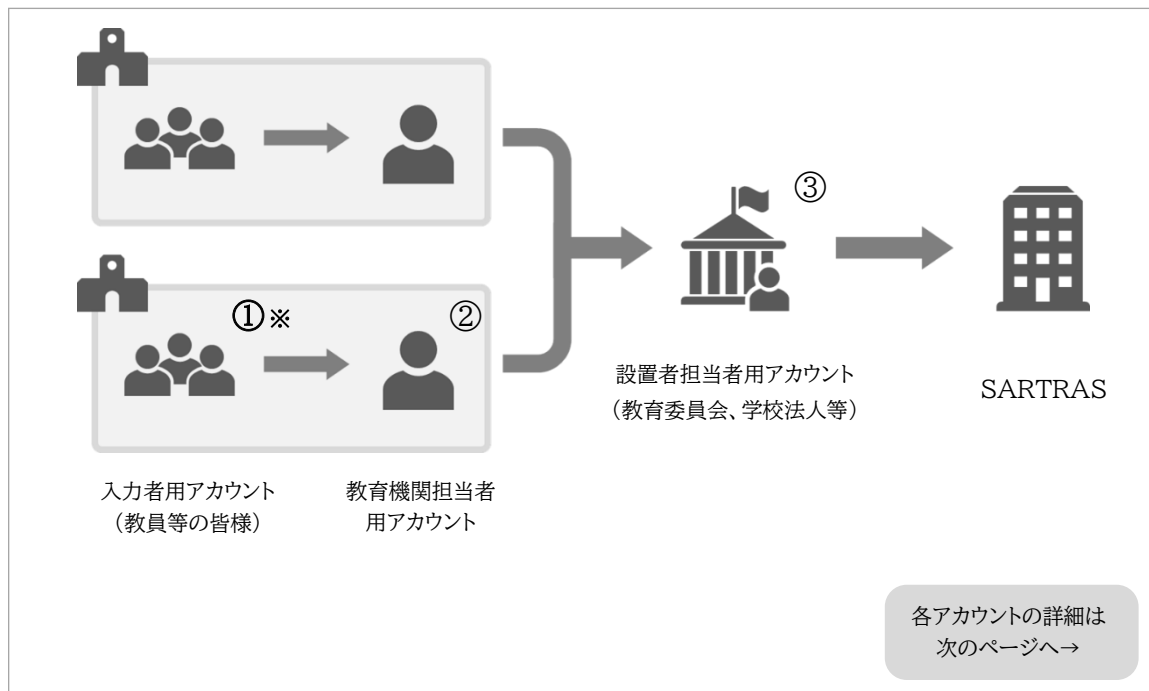 ③
①※
②
設置者担当者用アカウント
（教育委員会、学校法人等）
SARTRAS
入力者用アカウント
（教員等の皆様）
教育機関担当者
用アカウント
各アカウントの詳細は
次のページへ→